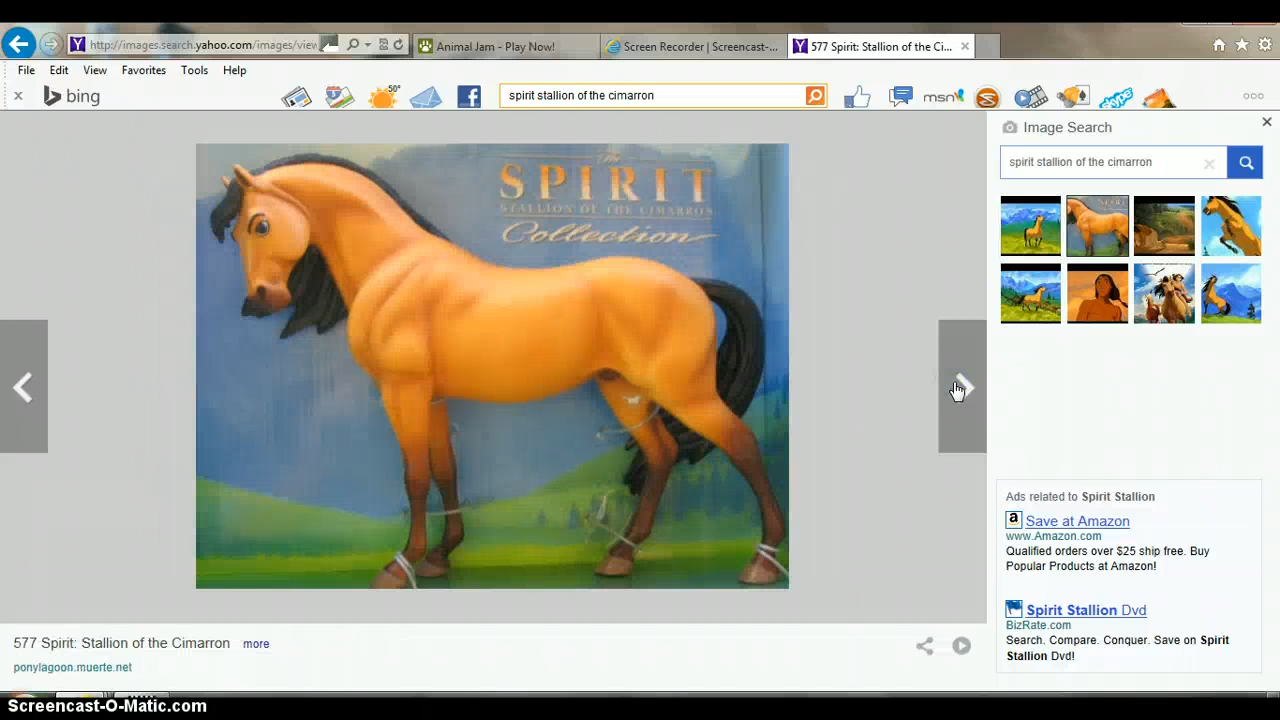 http://images.search.yahoo.com/images/view
Animal Jam - Play Now!
Screen Recorder | Screencast-...
577 Spirit: Stallion of the Ci...
File Edit View Favorites Tools Help
bing
50°
spirit stallion of the cimarron
msn
skype
Image Search
spirit stallion of the cimarron
The
SPIRIT
STALLION OF THE CIMARRON
Collection
Ads related to Spirit Stallion
a Save at Amazon
www.Amazon.com
Qualified orders over $25 ship free. Buy
Popular Products at Amazon!
Spirit Stallion Dvd
BizRate.com
Search. Compare. Conquer. Save on Spirit
Stallion Dvd!
577 Spirit: Stallion of the Cimarron more
ponylagoon.muerte.net
Screencast-O-Matic.com